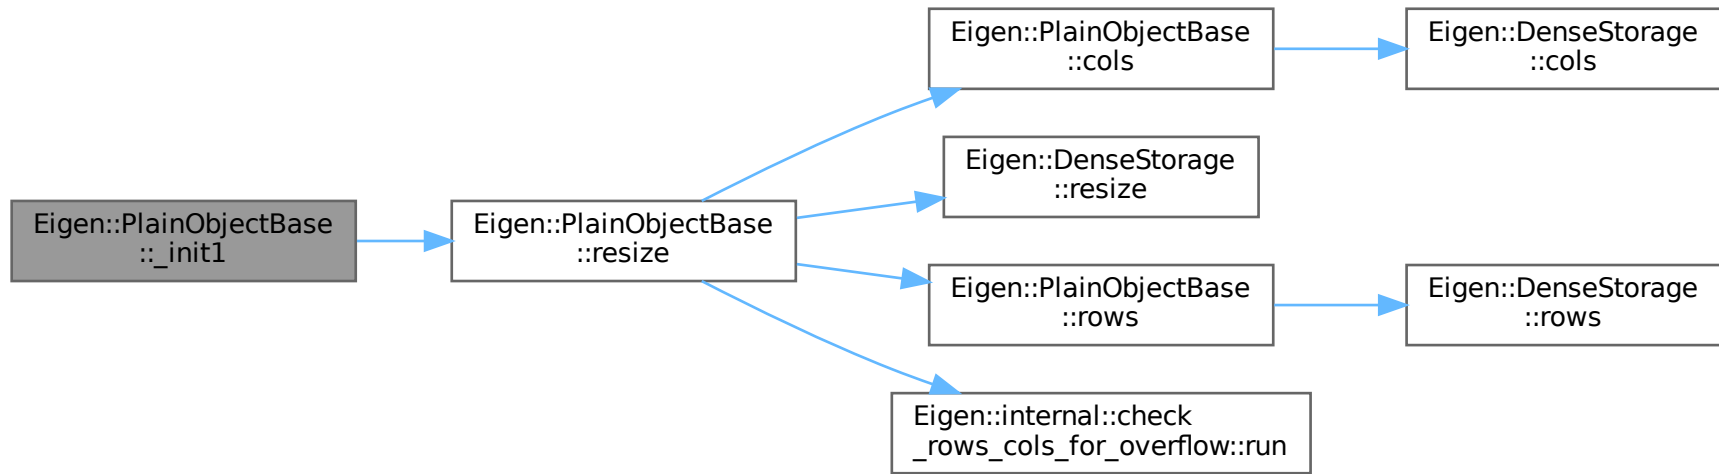 Eigen::PlainObjectBase
::_init1
Eigen::PlainObjectBase
::resize
Eigen::PlainObjectBase
::cols
Eigen::DenseStorage
::cols
Eigen::DenseStorage
::resize
Eigen::PlainObjectBase
::rows
Eigen::DenseStorage
::rows
Eigen::internal::check
_rows_cols_for_overflow::run